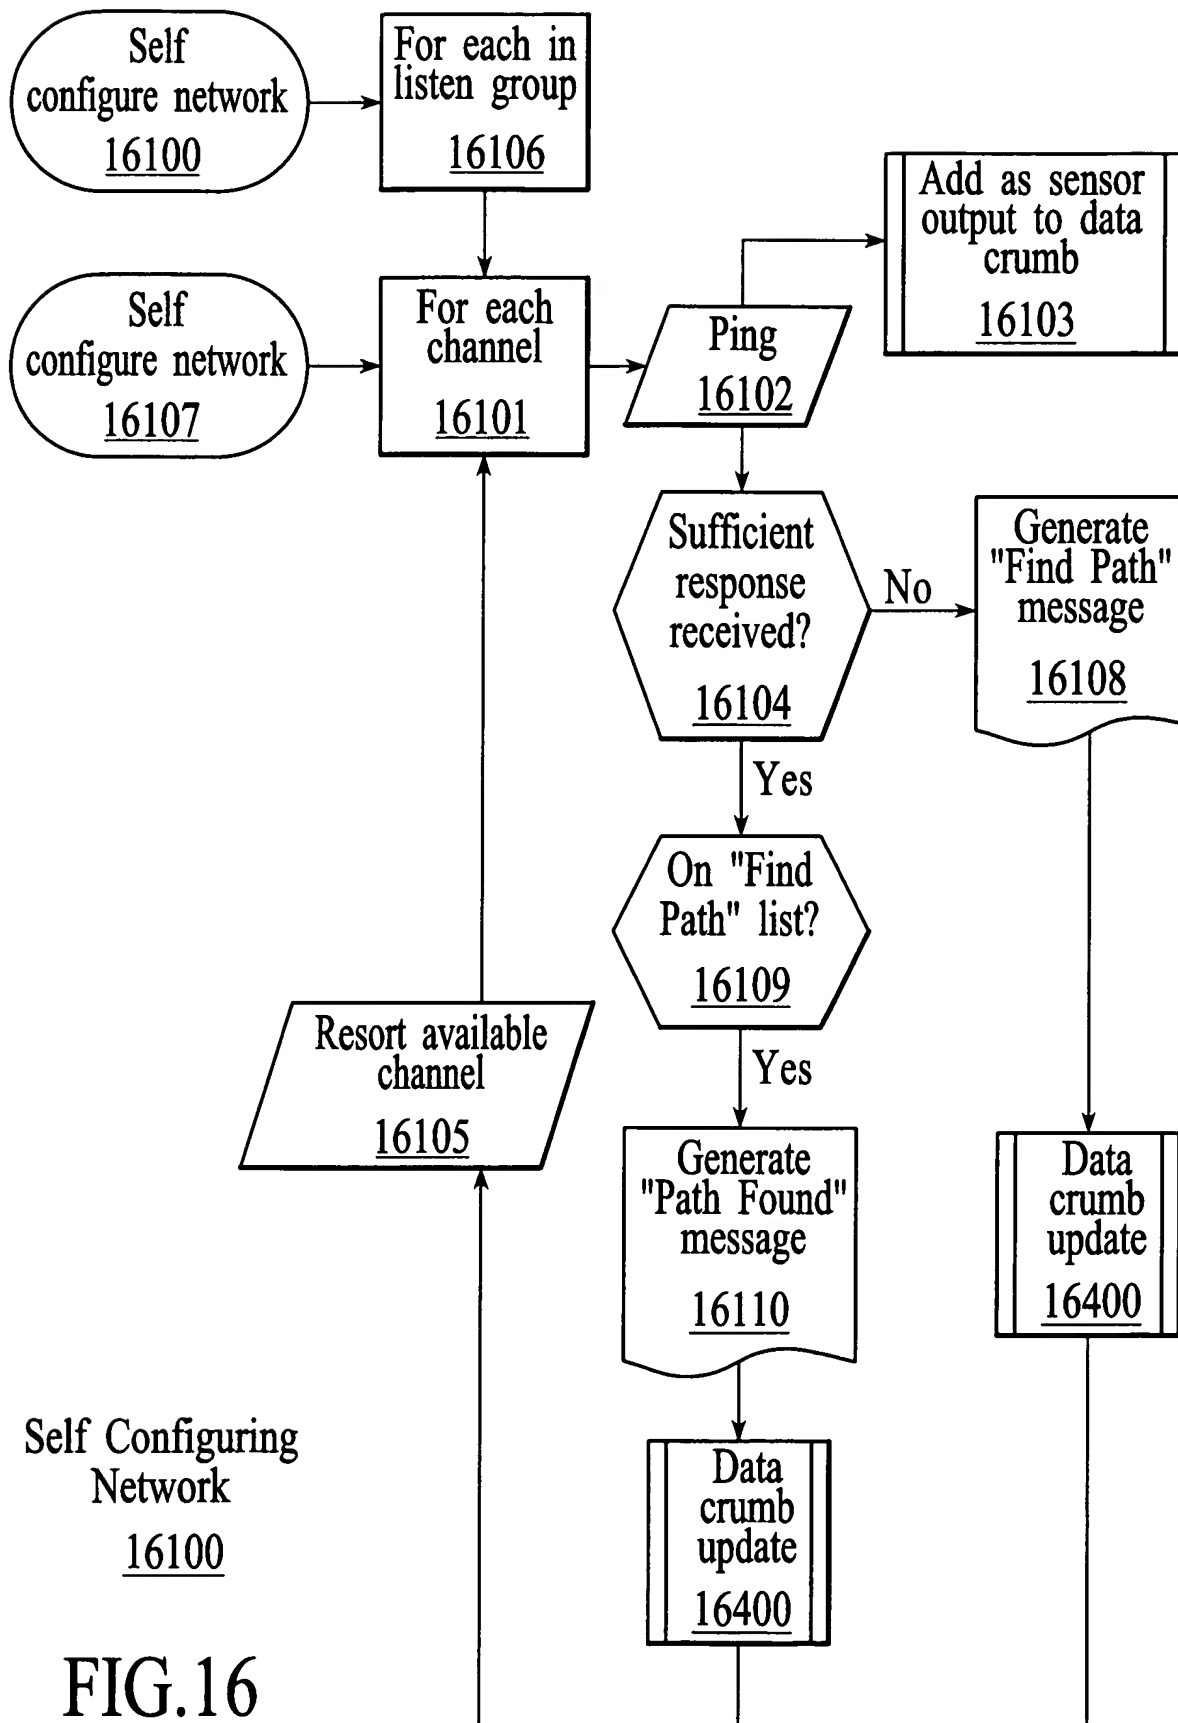 Self
configure network
16100
For each in
listen group
16106
Add as sensor
output to data
crumb
16103
Self
configure network
16107
For each
channel
16101
Ping
16102
Sufficient
response
received?
16104
No
Generate
"Find Path"
message
16108
Yes
On "Find
Path" list?
16109
Yes
Resort available
channel
16105
Generate
"Path Found"
message
16110
Data
crumb
update
16400
Data
crumb
update
16400
Self Configuring
Network
16100
FIG.16